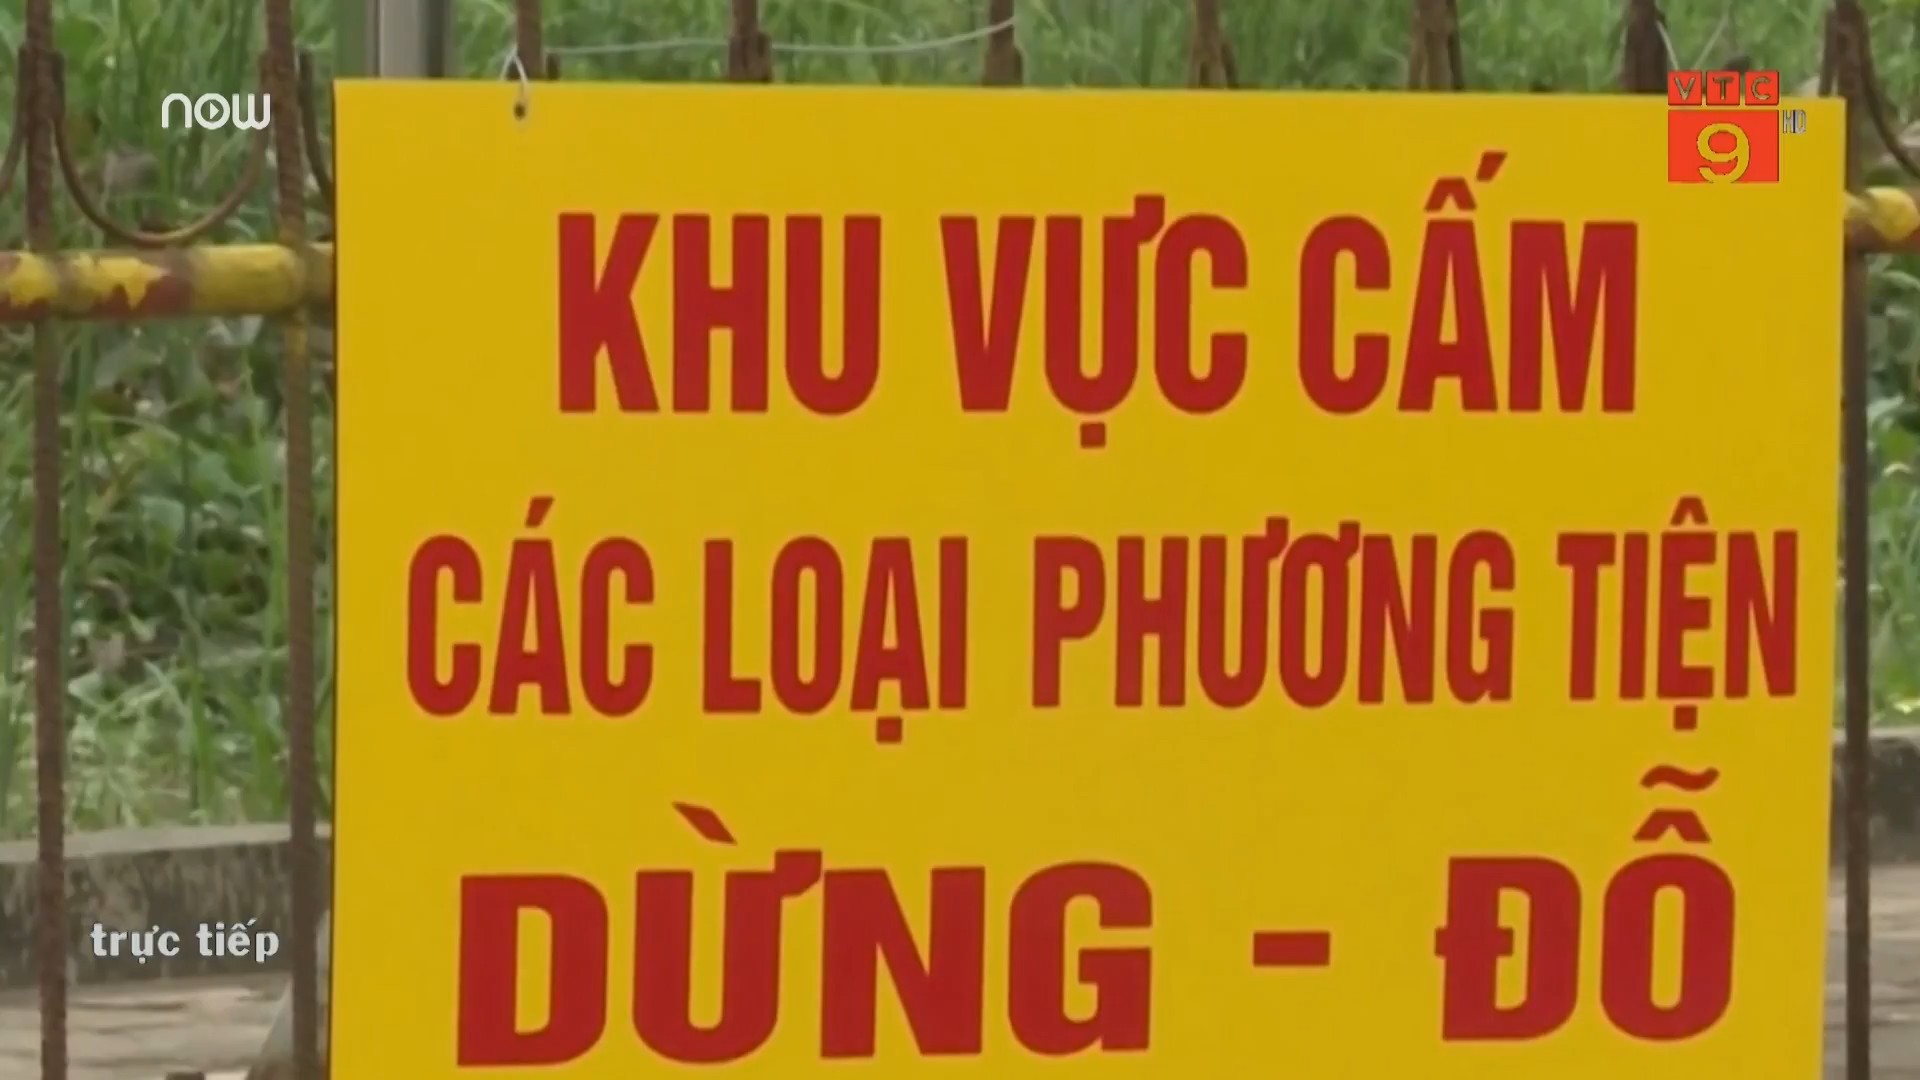 now
VTC
9
HD
KHU VỰC CẤM
CÁC LOẠI PHƯƠNG TIỆN
DỪNG - ĐỖ
trực tiếp